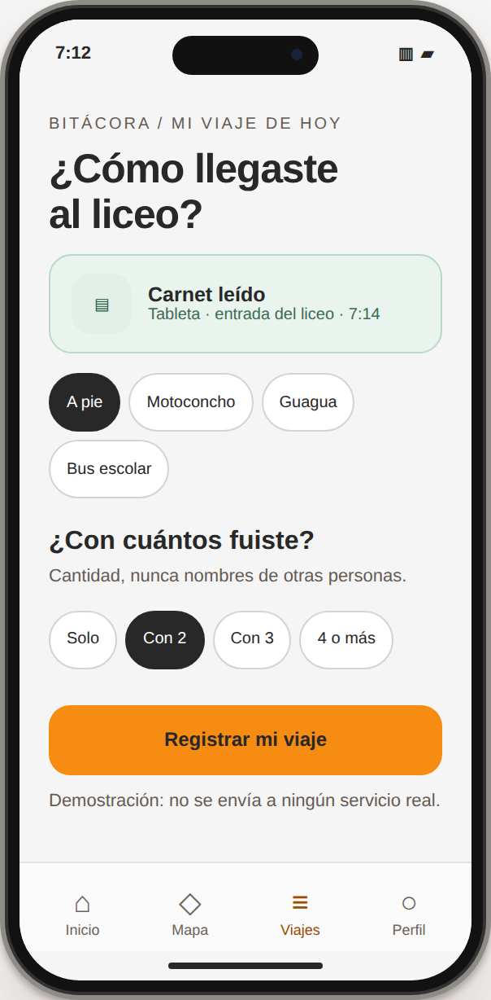 7:12
BITÁCORA / MI VIAJE DE HOY
¿Cómo llegaste
al liceo?
Carnet leído
Tableta · entrada del liceo · 7:14
A pie
Motoconcho
Guagua
Bus escolar
¿Con cuántos fuiste?
Cantidad, nunca nombres de otras personas.
Solo
Con 2
Con 3
4 o más
Registrar mi viaje
Demostración: no se envía a ningún servicio real.
Inicio
Mapa
Viajes
Perfil